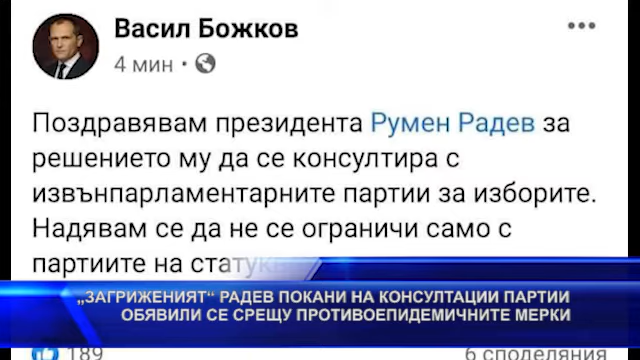 Васил Божков
4 мин
Поздравявам президента Румен Радев за
решението му да се консултира с
извънпарламентарните партии за изборите.
Надявам се да не се ограничи само с
партиите на
„ЗАГРИЖЕНИЯТ“ РАДЕВ ПОКАНИ НА КОНСУЛТАЦИИ ПАРТИИ
ОБЯВИЛИ СЕ СРЕЩУ ПРОТИВОЕПИДЕМИЧНИТЕ МЕРКИ
189
6 споделяния